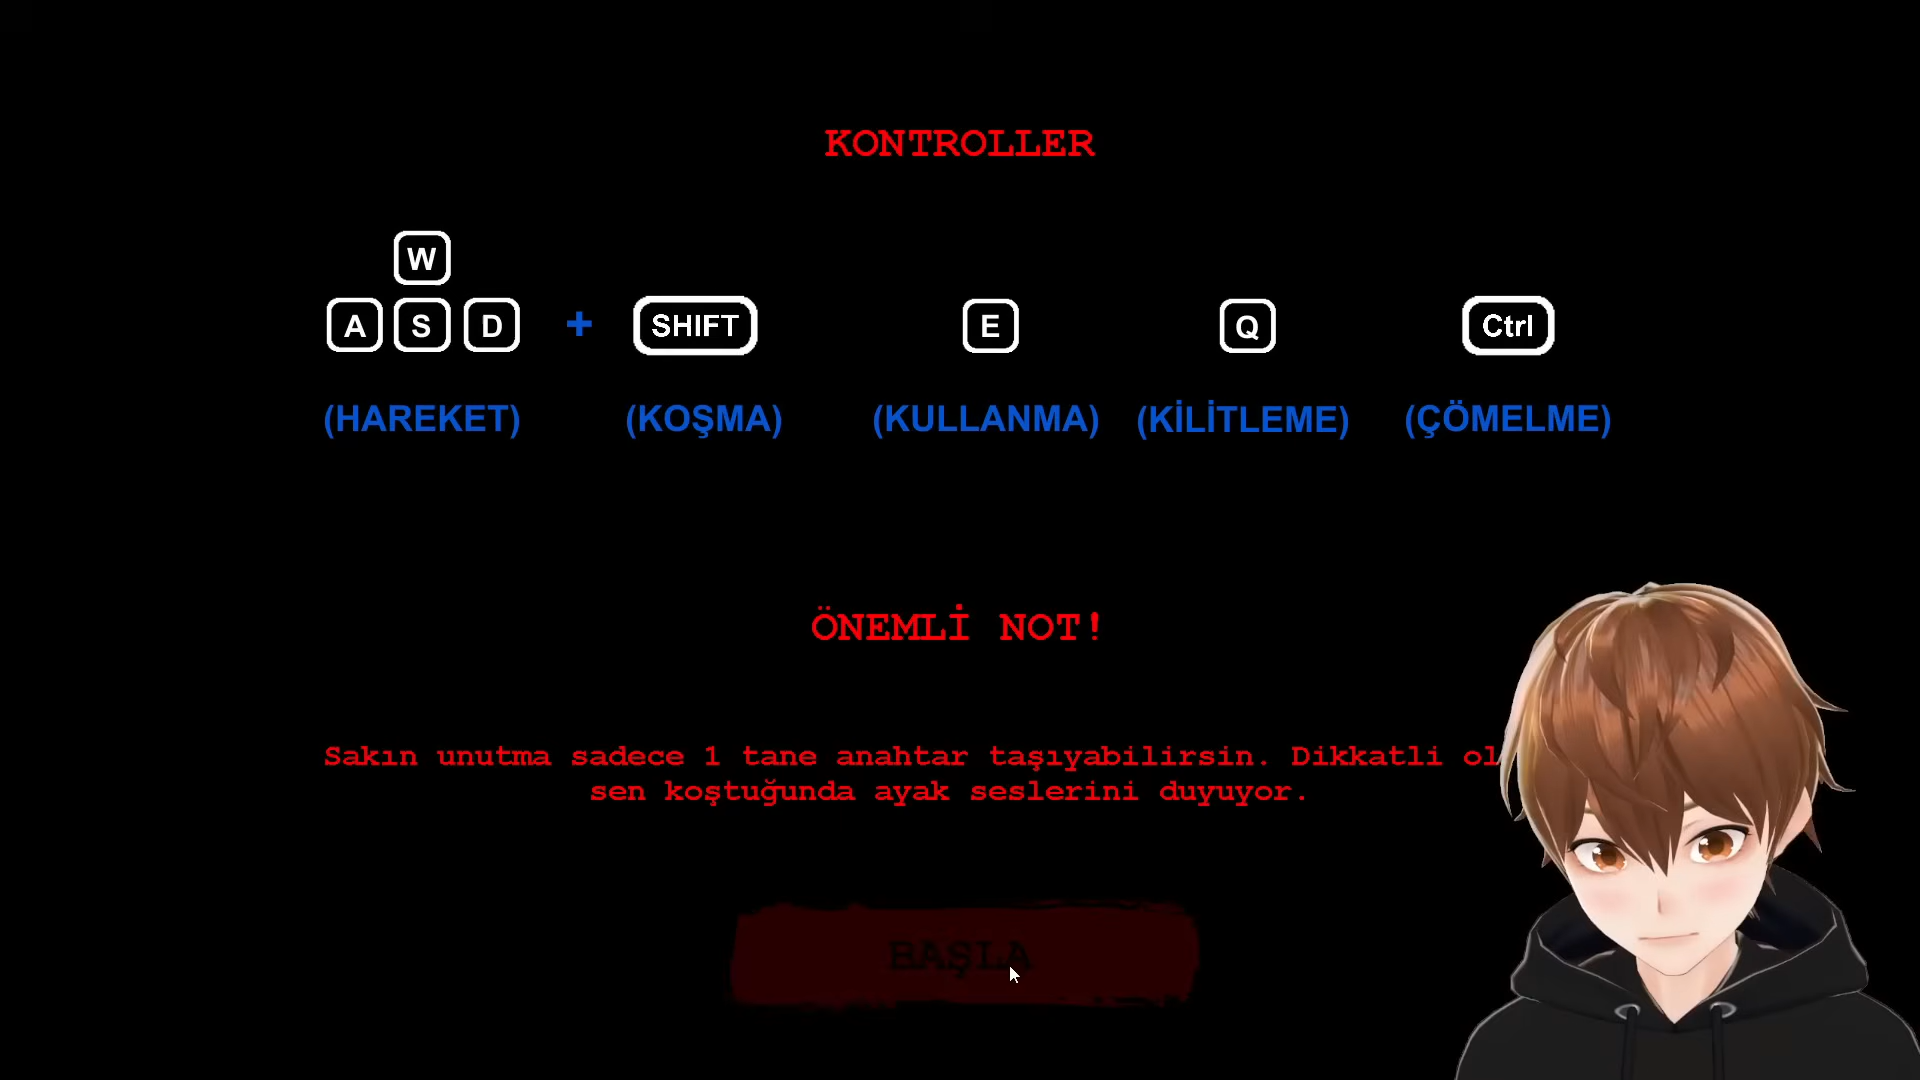 KONTROLLER
W
A S D + SHIFT E Q Ctrl
(HAREKET) (KOŞMA) (KULLANMA) (KİLİTLEME) (ÇÖMELME)
ÖNEMLİ NOT!
Sakın unutma sadece 1 tane anahtar taşıyabilirsin. Dikkatli ol
sen koştuğunda ayak seslerini duyuyor.
BAŞLA